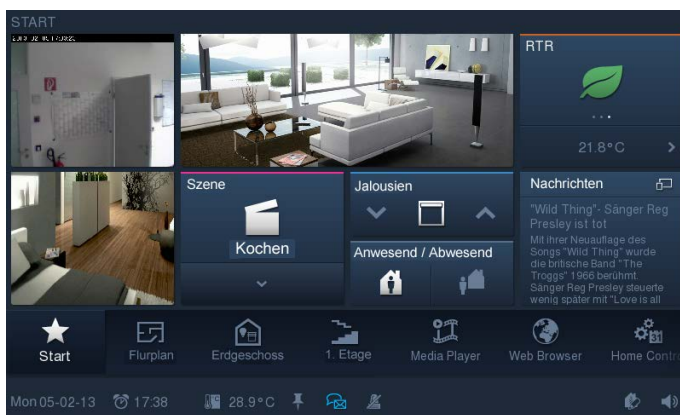 START
RTR
21.8°C
Szene
Kochen
Jalousien
Anwesend / Abwesend
Nachrichten
"Wild Thing"- Sänger Reg
Presley ist tot
Mit ihrer Neuauflage des
Songs "Wild Thing" wurde
die britische Band "The
Troggs" 1966 berühmt.
Sänger Reg Presley steuerte
wenig später mit "Love is all
Start
Flurplan
Erdgeschoss
1. Etage
Media Player
Web Browser
31
Home Contr
Mon 05-02-13
17:38
28.9°C